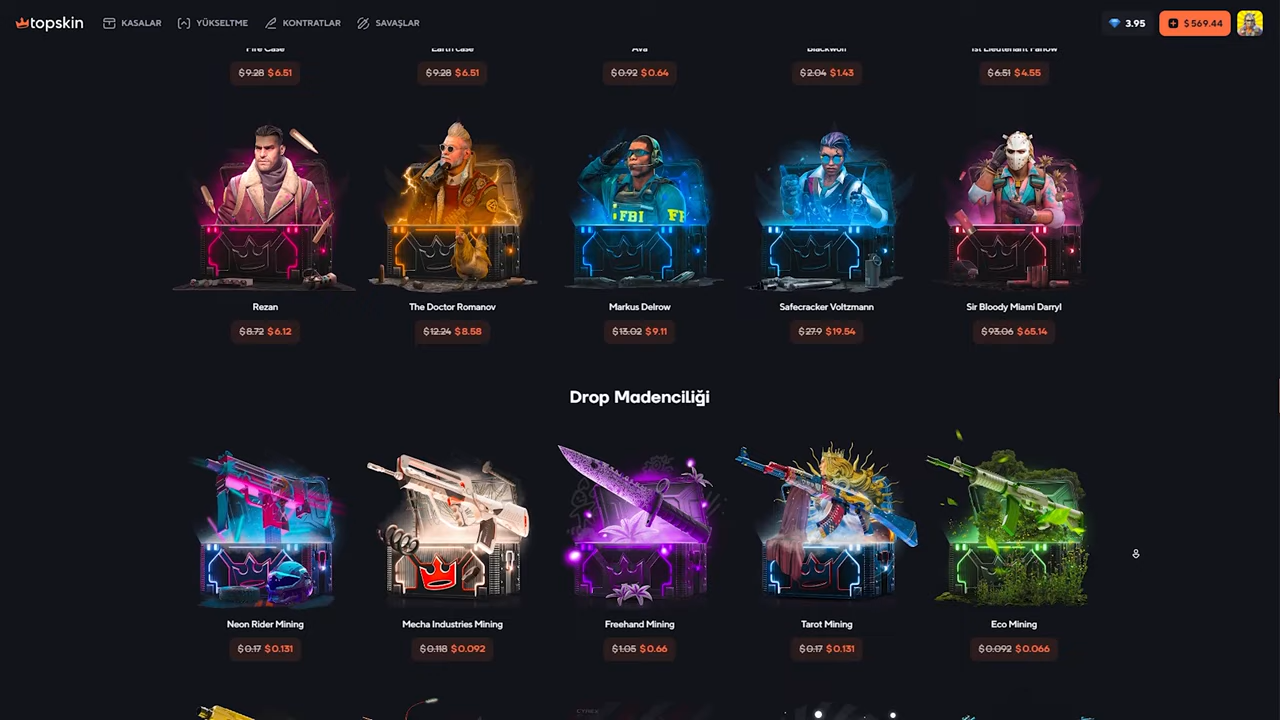 topskin KASALAR YÜKSELTME KONTRATLAR SAVAŞLAR 3.95 $ 569.44
Fire Case Earth Case Ava Blackwolf 1st Lieutenant Farlow
$ 9.28 $ 6.51 $ 9.28 $ 6.51 $ 0.92 $ 0.64 $ 2.04 $ 1.43 $ 6.51 $ 4.55
FBI
Rezan The Doctor Romanov Markus Delrow Safecracker Voltzmann Sir Bloody Miami Darryl
$ 8.72 $ 6.12 $ 12.24 $ 8.58 $ 13.02 $ 9.11 $ 27.9 $ 19.54 $ 93.06 $ 65.14
Drop Madenciliği
Neon Rider Mining Mecha Industries Mining Freehand Mining Tarot Mining Eco Mining
$ 0.17 $ 0.131 $ 0.118 $ 0.092 $ 1.05 $ 0.66 $ 0.17 $ 0.131 $ 0.092 $ 0.066